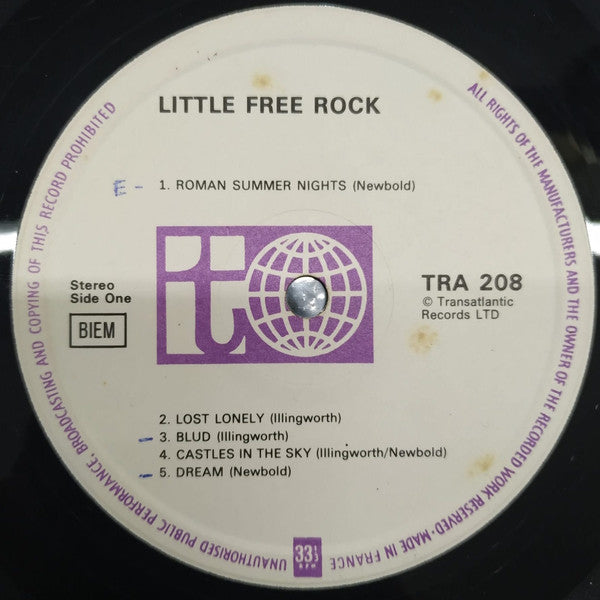 LITTLE FREE ROCK
E - 1. ROMAN SUMMER NIGHTS (Newbold)
Stereo
Side One
BIEM
it
TRA 208
© Transatlantic
Records LTD
2. LOST LONELY (Illingworth)
3. BLUD (Illingworth)
4. CASTLES IN THE SKY (Illingworth/Newbold)
5. DREAM (Newbold)
ALL RIGHTS OF THE MANUFACTURERS AND THE OWNER OF THE RECORDED WORK RESERVED·MADE IN FRANCE
33⅓
RPM
UNAUTHORISED PUBLIC PERFORMANCE, BROADCASTING AND COPYING OF THIS RECORD PROHIBITED